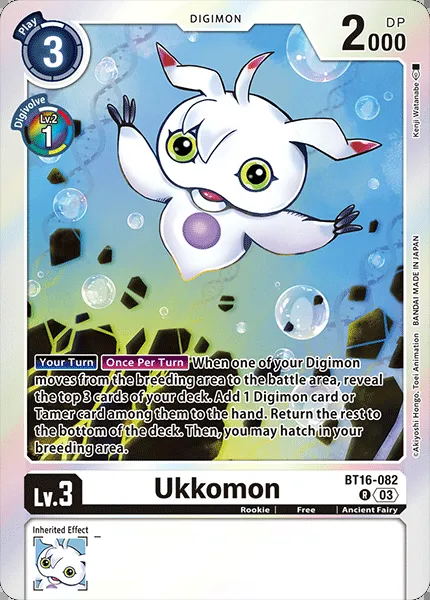 Play
3
DIGIMON
DP
2000
Digivolve
Lv.2
1
Kenji Watanabe
©Akiyoshi Hongo, Toei Animation BANDAI MADE IN JAPAN
Your Turn Once Per Turn When one of your Digimon
moves from the breeding area to the battle area, reveal
the top 3 cards of your deck. Add 1 Digimon card or
Tamer card among them to the hand. Return the rest to
the bottom of the deck. Then, you may hatch in your
breeding area.
Lv.3
Ukkomon
BT16-082
R 03
Rookie | Free | Ancient Fairy
Inherited Effect
–